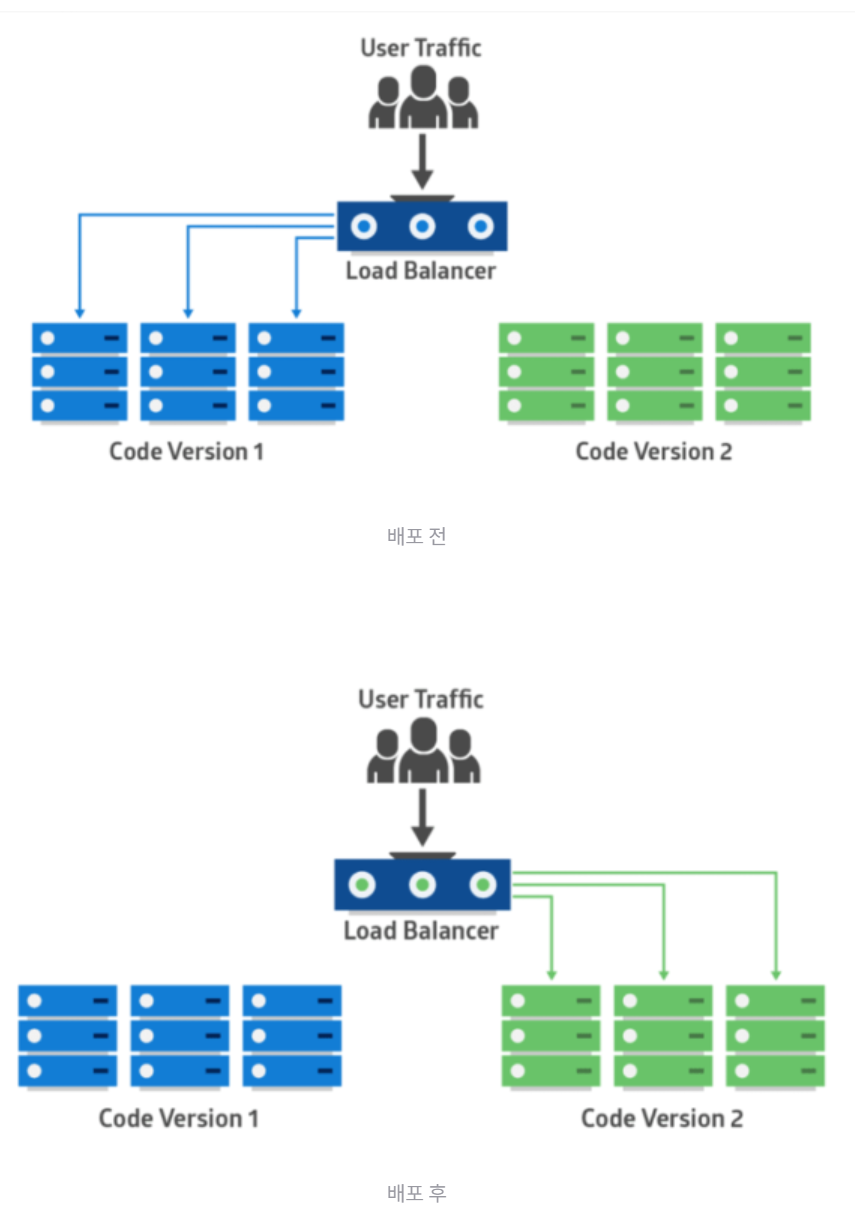 User Traffic
Load Balancer
Code Version 1
Code Version 2
배포 전
User Traffic
Load Balancer
Code Version 1
Code Version 2
배포 후